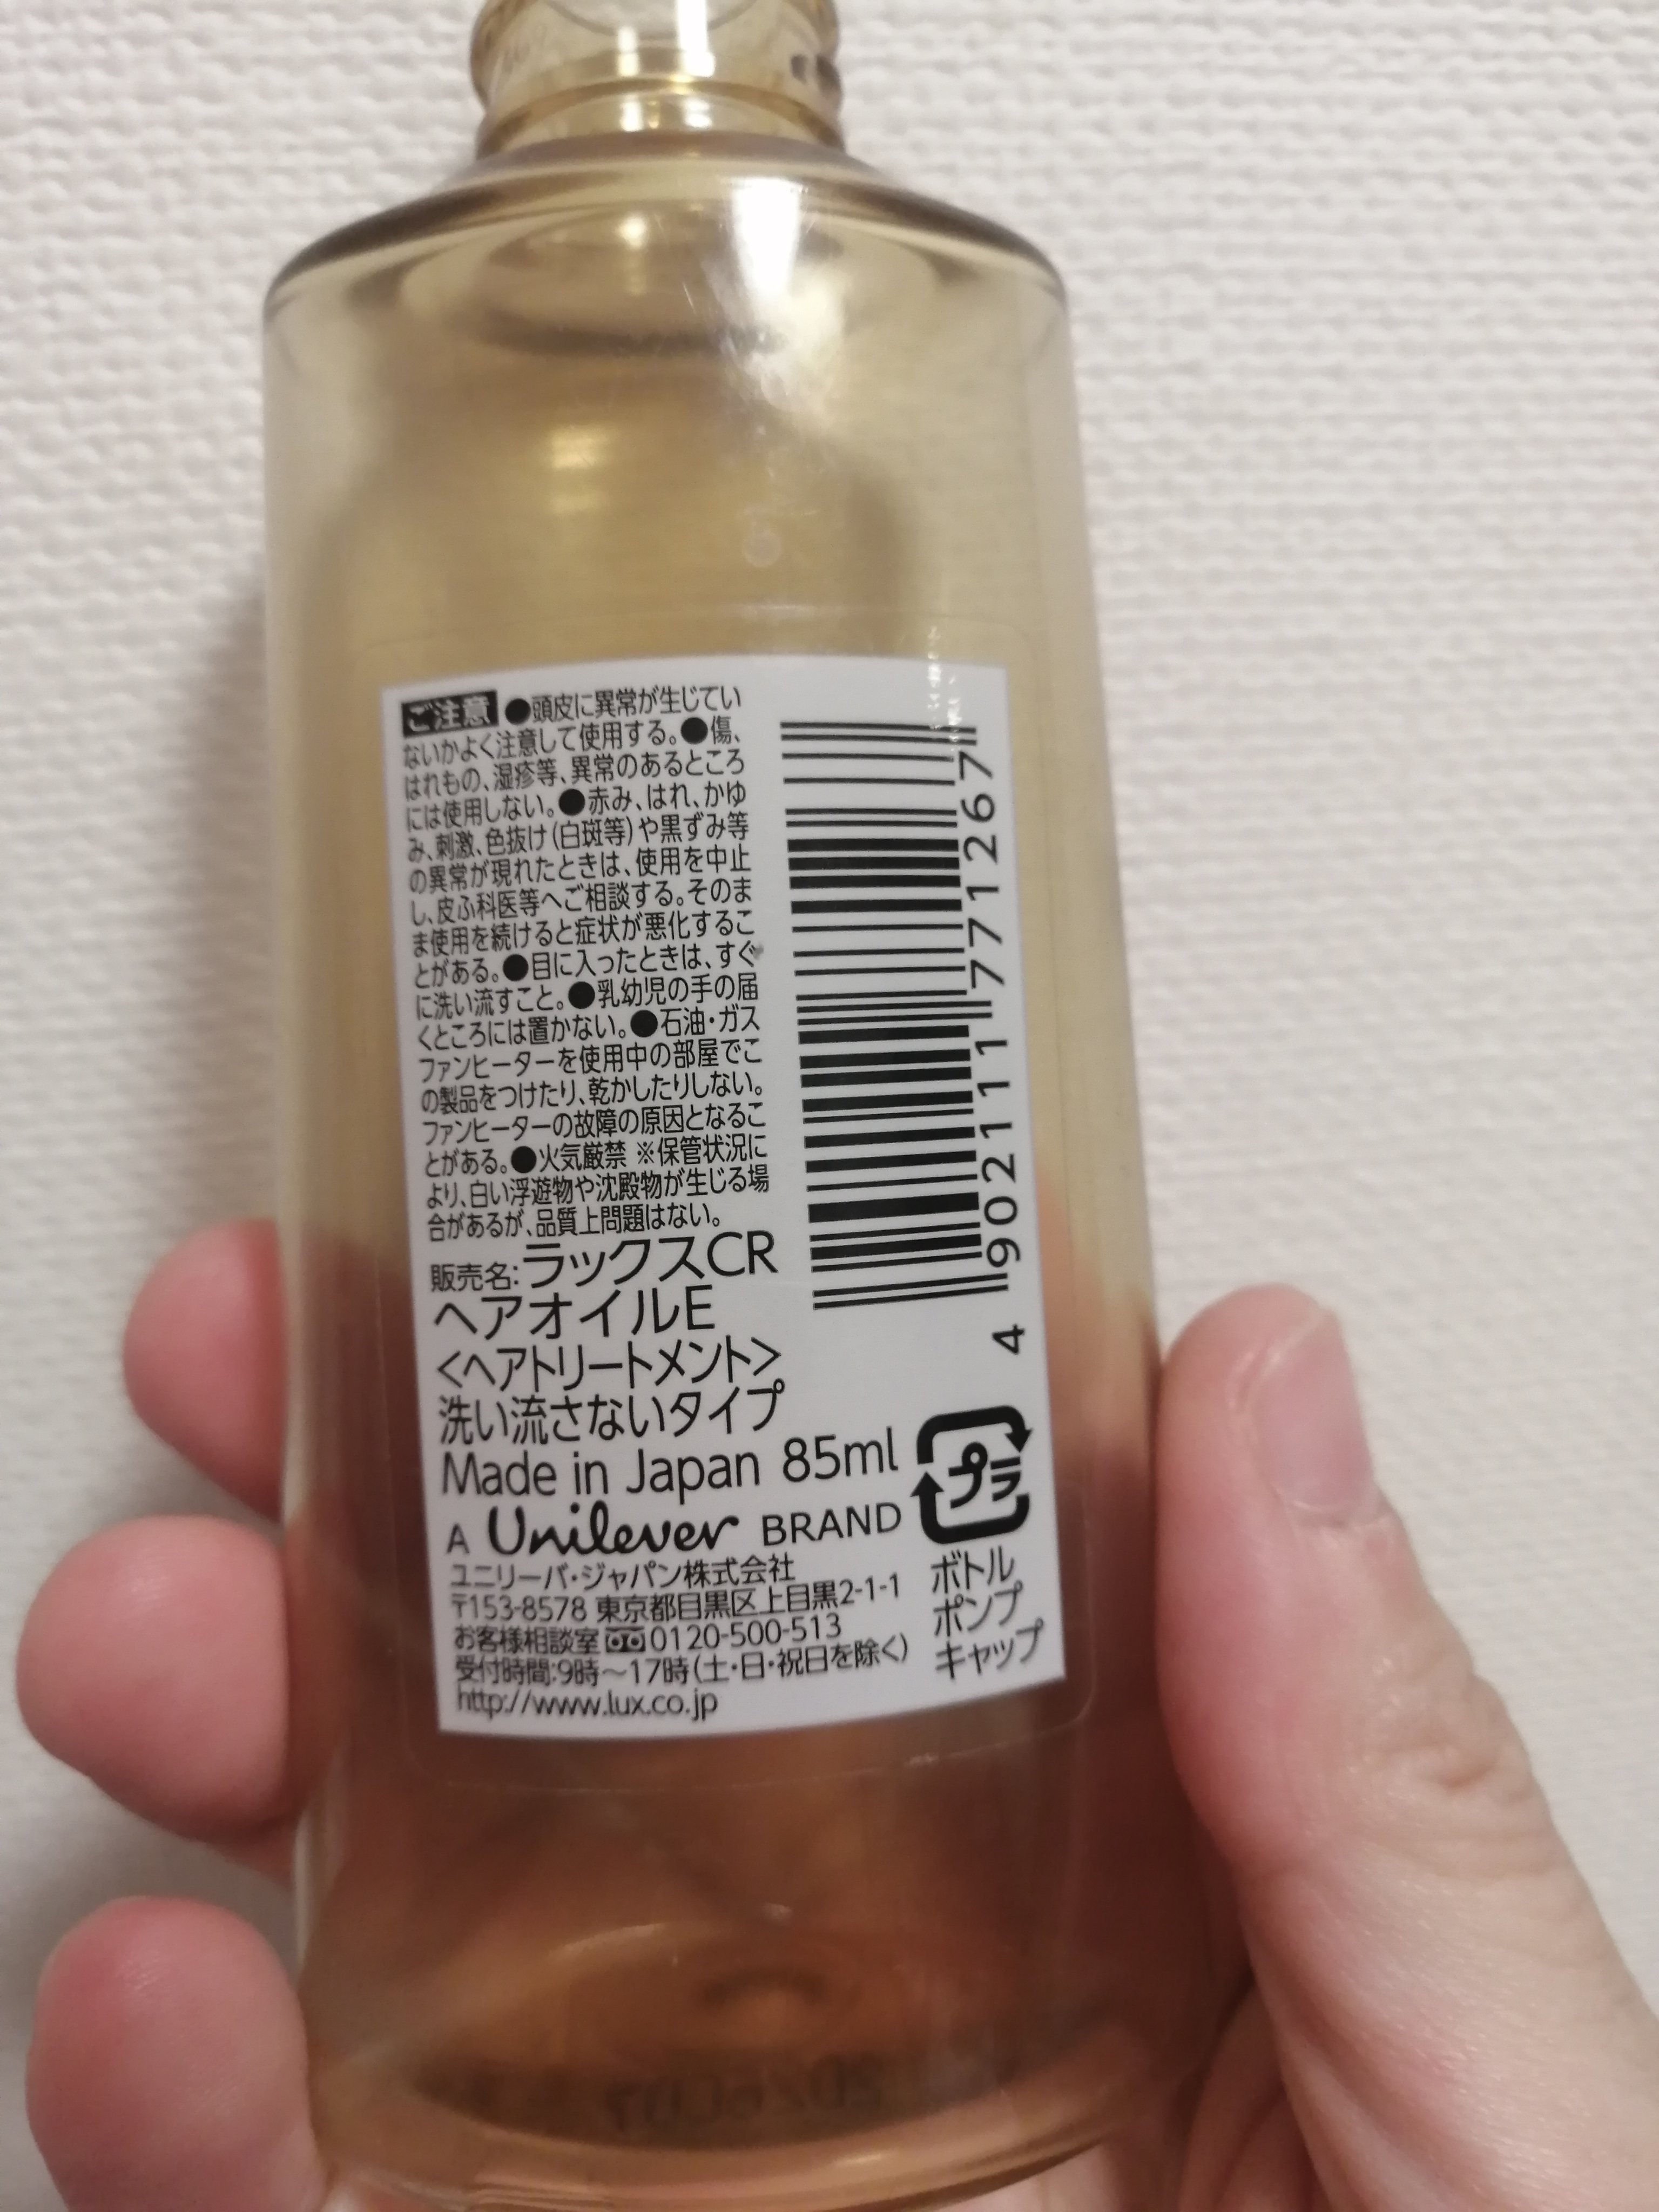 ご注意 ●頭皮に異常が生じてい
ないかよく注意して使用する。●傷、
はれもの、湿疹等、異常のあるところ
には使用しない。●赤み、はれ、かゆ
み、刺激、色抜け(白斑等)や黒ずみ等
の異常が現れたときは、使用を中止
し、皮ふ科医等へご相談する。そのま
ま使用を続けると症状が悪化するこ
とがある。●目に入ったときは、すぐ
に洗い流すこと。●乳幼児の手の届
くところには置かない。●石油・ガス
ファンヒーターを使用中の部屋でこ
の製品をつけたり、乾かしたりしない。
ファンヒーターの故障の原因となるこ
とがある。●火気厳禁 ※保管状況に
より、白い浮遊物や沈殿物が生じる場
合があるが、品質上問題はない。
販売名:ラックスCR
ヘアオイルE
<ヘアトリートメント>
洗い流さないタイプ
Made in Japan 85ml
A Unilever BRAND
ユニリーバ・ジャパン株式会社
〒153-8578 東京都目黒区上目黒2-1-1
お客様相談室 0120-500-513
受付時間:9時〜17時(土・日・祝日を除く)
http://www.lux.co.jp
4 902111 771267
プラ
ボトル
ポンプ
キャップ